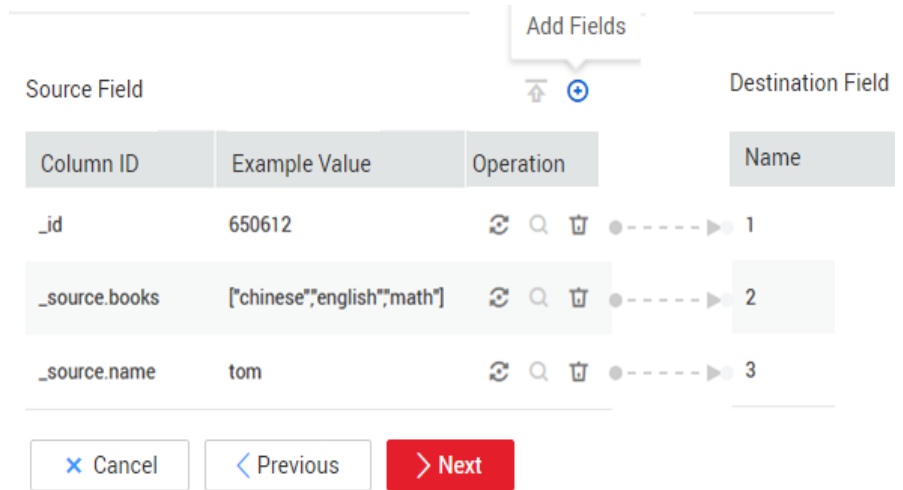 Add Fields
Source Field Destination Field
Column ID Example Value Operation Name
_id 650612 1
_source.books ["chinese","english","math"] 2
_source.name tom 3
Cancel Previous Next